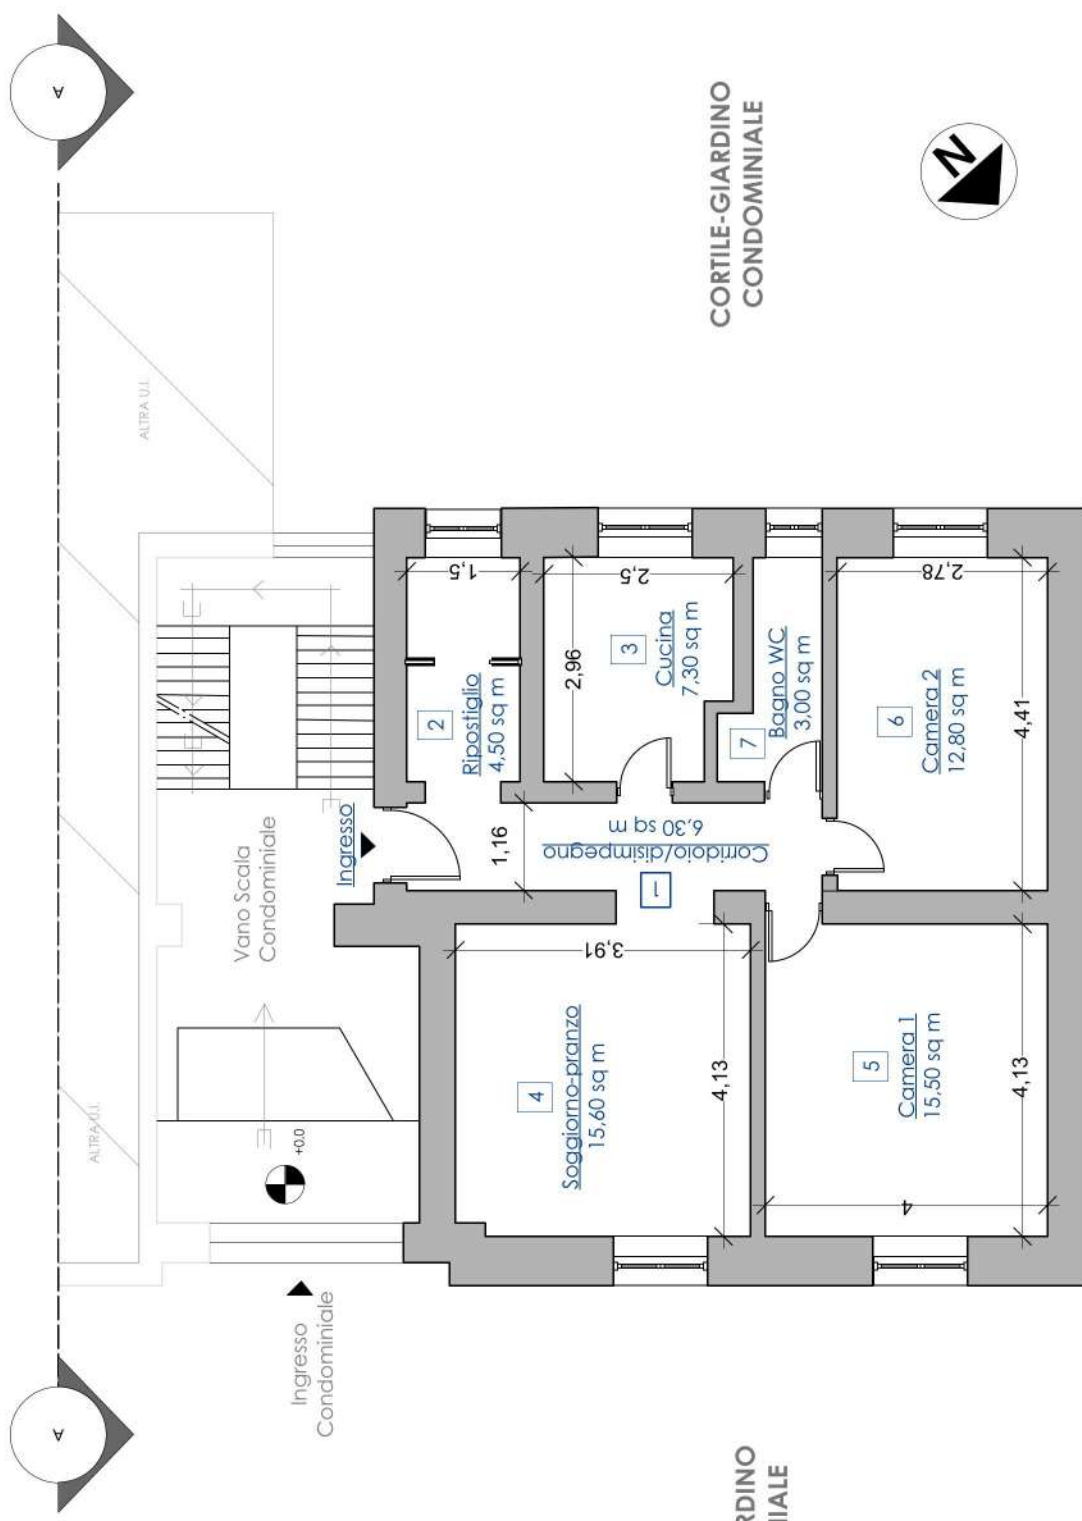 A
A
ALTRA U.I.
ALTRA U.I.
CORTILE-GIARDINO
CONDOMINIALE
N
Vano Scala
Condominiale
Ingresso
Ingresso
Condominiale
+0.0
E
E
E
E
2
Ripostiglio
4,50 sq m
1,5
3
Cucina
7,30 sq m
2,96
2,5
7
Bagno WC
3,00 sq m
6
Camera 2
12,80 sq m
2,78
4,41
1
Corridoio/disimpegno
6,30 sq m
1,16
4
Soggiorno-pranzo
15,60 sq m
3,91
4,13
5
Camera 1
15,50 sq m
4
4,13
RDINO
NIALE